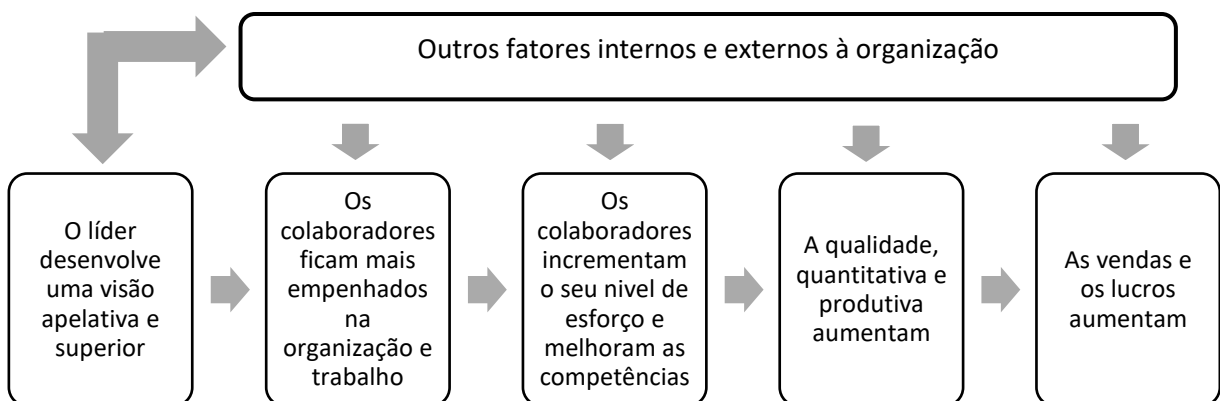 Outros fatores internos e externos à organização
O líder
desenvolve
uma visão
apelativa e
superior
Os
colaboradores
ficam mais
empenhados
na
organização e
trabalho
Os
colaboradores
incrementam
o seu nivel de
esforço e
melhoram as
competências
A qualidade,
quantitativa e
produtiva
aumentam
As vendas e
os lucros
aumentam